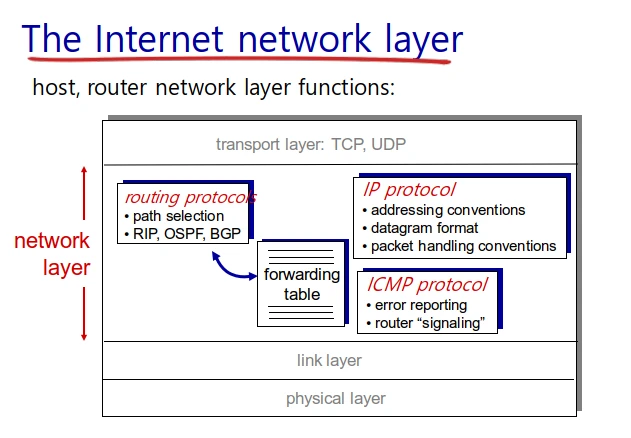 The Internet network layer
host, router network layer functions:
transport layer: TCP, UDP
network
layer
routing protocols
• path selection
• RIP, OSPF, BGP
forwarding
table
IP protocol
• addressing conventions
• datagram format
• packet handling conventions
ICMP protocol
• error reporting
• router “signaling”
link layer
physical layer